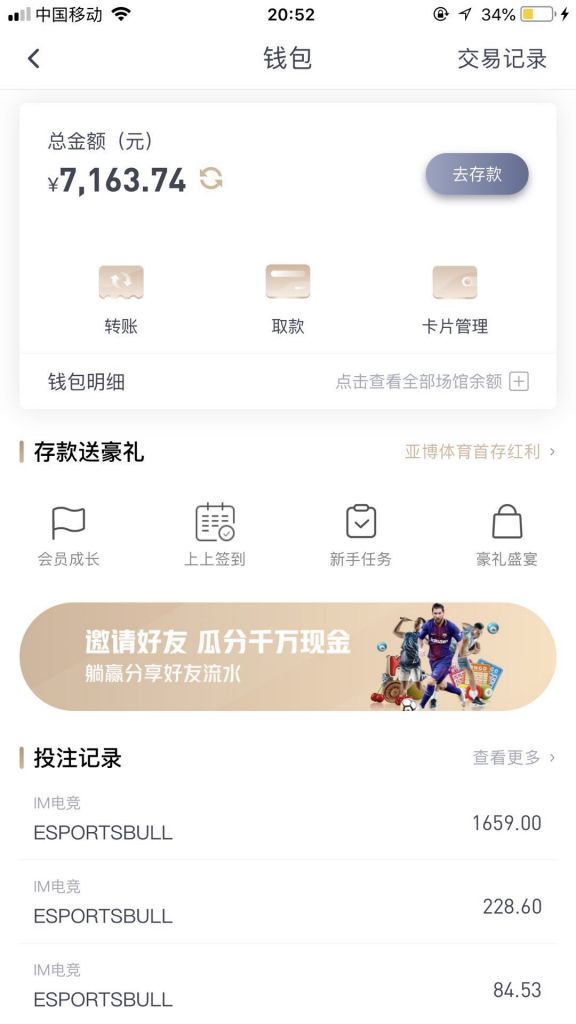 中国移动
20:52
34%
钱包
交易记录
总金额（元）
¥7,163.74
去存款
转账
取款
卡片管理
钱包明细
点击查看全部场馆余额
存款送豪礼
亚博体育首存红利 ›
会员成长
上上签到
新手任务
豪礼盛宴
邀请好友 瓜分千万现金
躺赢分享好友流水
投注记录
查看更多 ›
IM电竞
ESPORTSBULL
1659.00
IM电竞
ESPORTSBULL
228.60
IM电竞
ESPORTSBULL
84.53